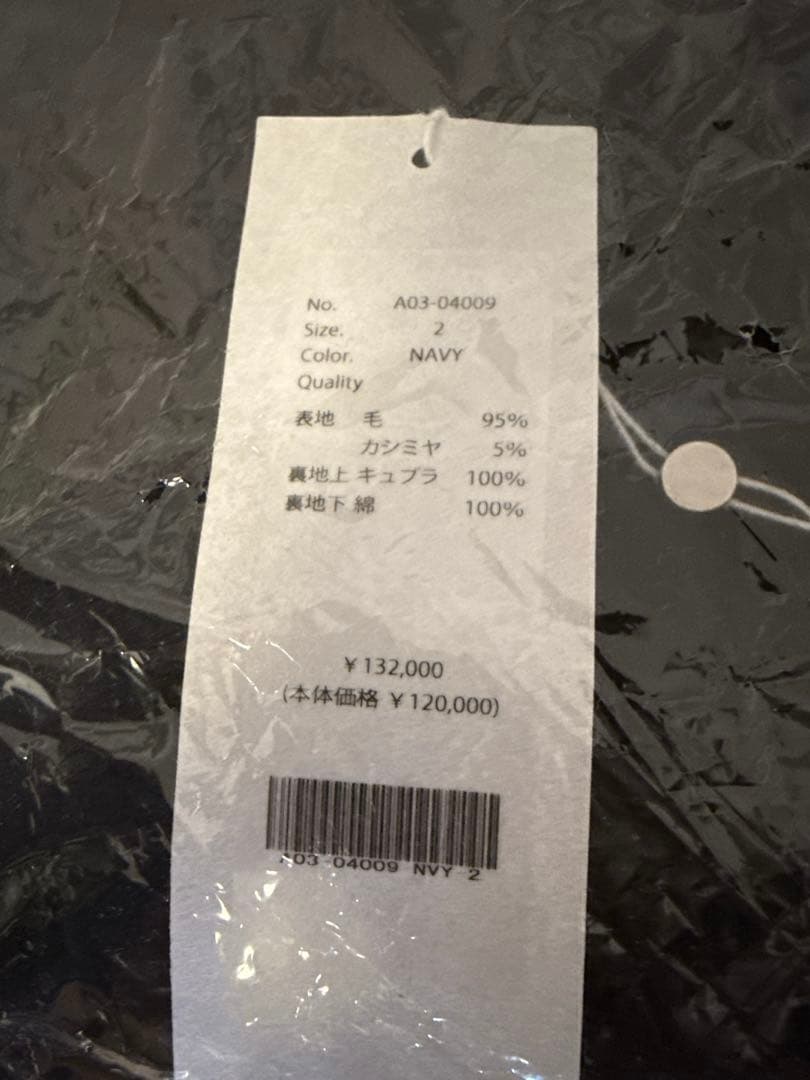 No. A03-04009
Size. 2
Color. NAVY
Quality
表地 毛 95%
カシミヤ 5%
裏地上 キュプラ 100%
裏地下 綿 100%
¥132,000
(本体価格 ¥120,000)
A03-04009 NVY 2